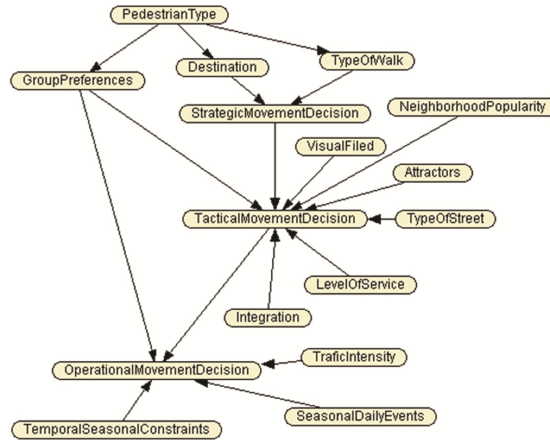 PedestrianType
Destination
TypeOfWalk
GroupPreferences
NeighborhoodPopularity
StrategicMovementDecision
VisualFiled
Attractors
TacticalMovementDecision
TypeOfStreet
LevelOfService
Integration
TraficIntensity
OperationalMovementDecision
SeasonalDailyEvents
TemporalSeasonalConstraints